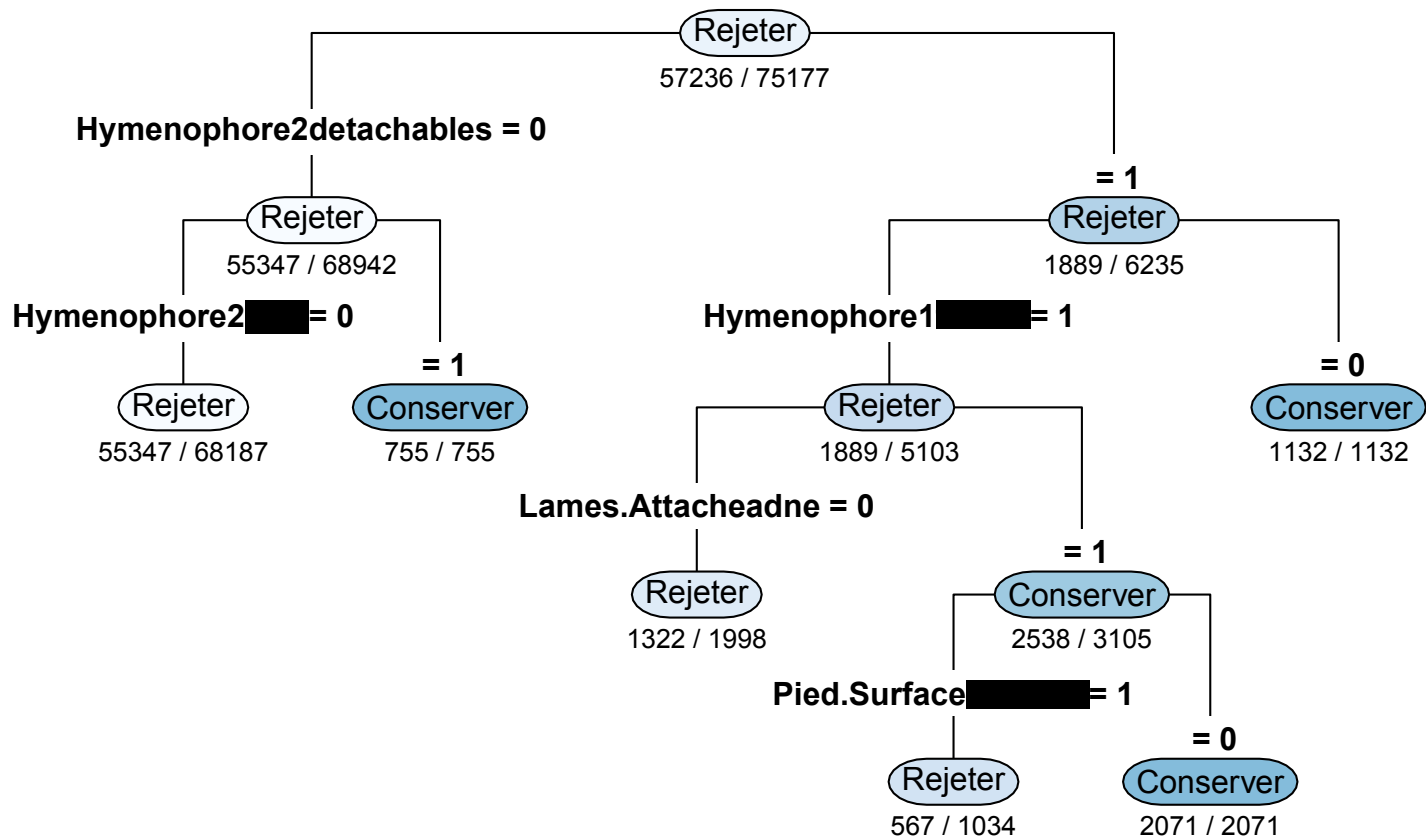 Rejeter
57236 / 75177
Hymenophore2detachables = 0
= 1
Rejeter
55347 / 68942
Rejeter
1889 / 6235
Hymenophore2 = 0
Hymenophore1 = 1
= 1
= 0
Rejeter
55347 / 68187
Conserver
755 / 755
Rejeter
1889 / 5103
Conserver
1132 / 1132
Lames.Attacheadne = 0
= 1
Rejeter
1322 / 1998
Conserver
2538 / 3105
Pied.Surface = 1
= 0
Rejeter
567 / 1034
Conserver
2071 / 2071